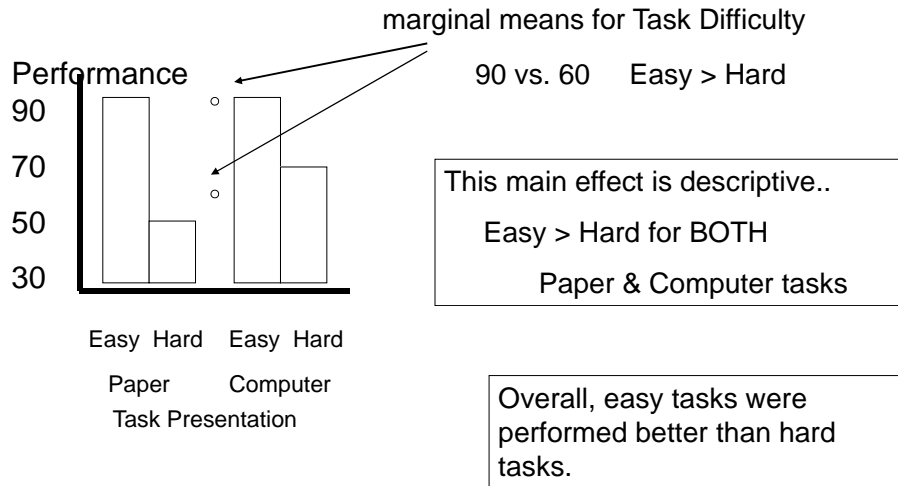 marginal means for Task Difficulty
Performance
90 vs. 60 Easy > Hard
90
70
50
30
This main effect is descriptive..
Easy > Hard for BOTH
Paper & Computer tasks
Easy Hard Easy Hard
Paper Computer
Task Presentation
Overall, easy tasks were
performed better than hard
tasks.